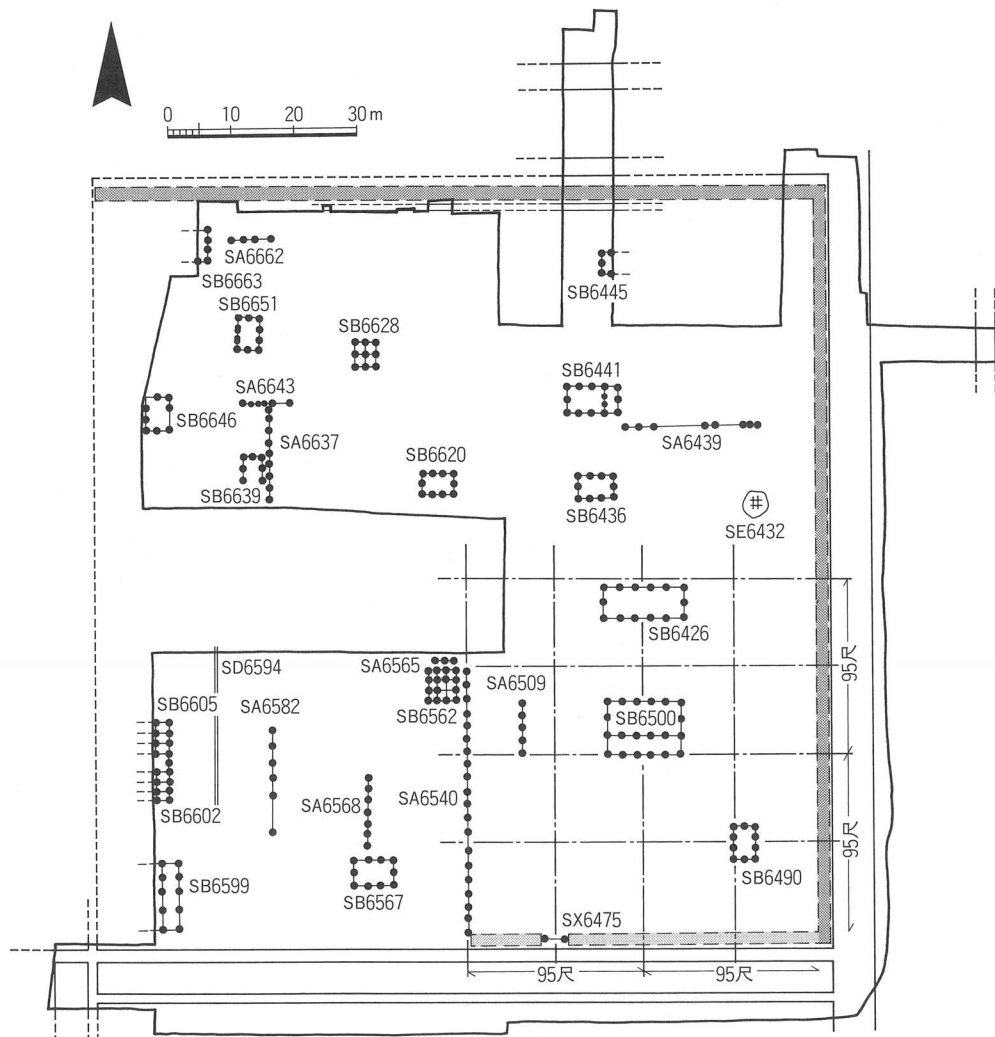 0 10 20 30m
SA6662
SB6663
SB6445
SB6651
SB6628
SB6441
SA6643
SB6646
SA6637
SA6439
SB6620
SB6639
SB6436
井
SE6432
SB6426
SD6594
SA6565
SA6509
95尺
SB6605
SA6582
SB6562
SB6500
SA6568
SA6540
SB6602
95尺
SB6599
SB6490
SB6567
SX6475
95尺
95尺